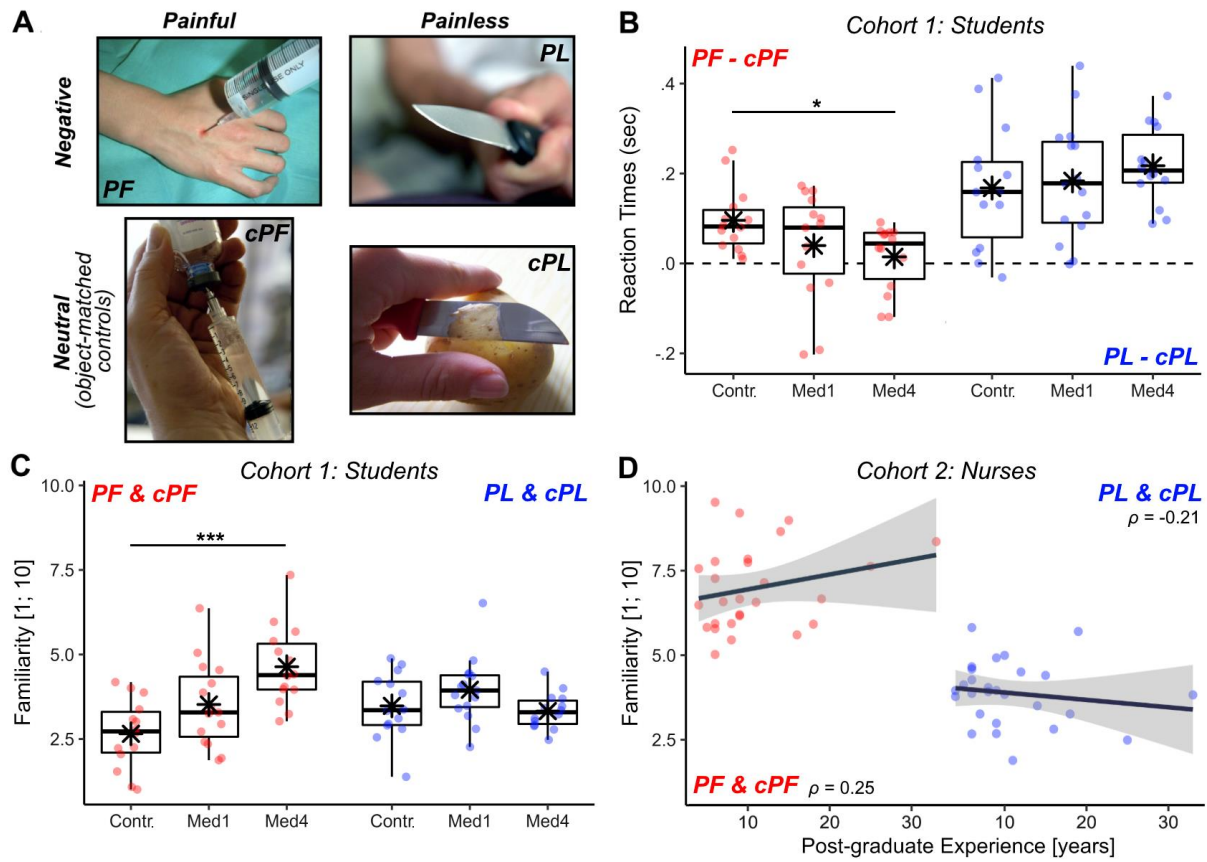 A
Painful
Painless
Negative
PF
SINGLE USE ONLY
PL
Neutral
(object-matched
controls)
cPF
cPL
B
Cohort 1: Students
PF - cPF
*
Reaction Times (sec)
.4
.2
.0
-.2
PL - cPL
Contr.
Med1
Med4
Contr.
Med1
Med4
C
Cohort 1: Students
PF & cPF
PL & cPL
***
Familiarity [1; 10]
10.0
7.5
5.0
2.5
Contr.
Med1
Med4
Contr.
Med1
Med4
D
Cohort 2: Nurses
PL & cPL
ρ = -0.21
Familiarity [1; 10]
10.0
7.5
5.0
2.5
PF & cPF ρ = 0.25
10
20
30
10
20
30
Post-graduate Experience [years]